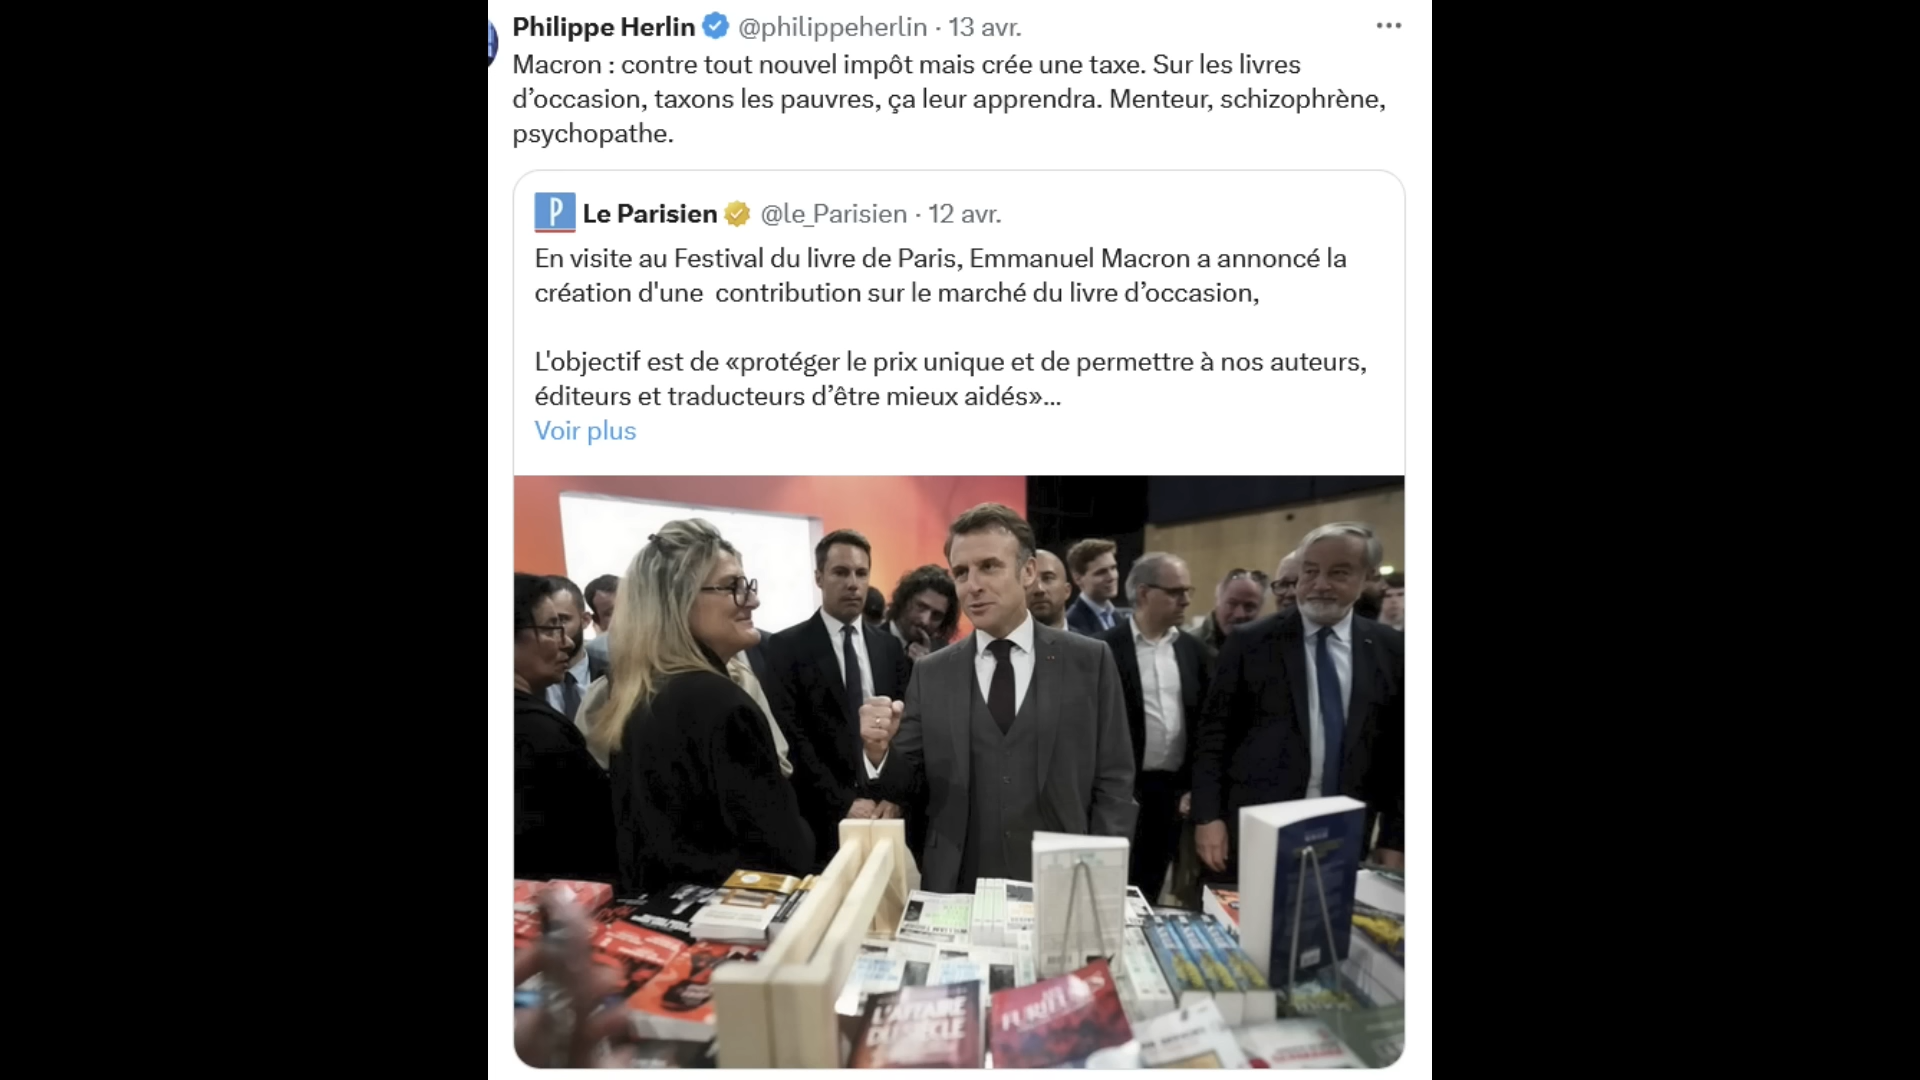 Philippe Herlin @philippeherlin · 13 avr.
Macron : contre tout nouvel impôt mais crée une taxe. Sur les livres
d’occasion, taxons les pauvres, ça leur apprendra. Menteur, schizophrène,
psychopathe.
P Le Parisien @le_Parisien · 12 avr.
En visite au Festival du livre de Paris, Emmanuel Macron a annoncé la
création d'une  contribution sur le marché du livre d’occasion,
L'objectif est de «protéger le prix unique et de permettre à nos auteurs,
éditeurs et traducteurs d’être mieux aidés»...
Voir plus
L'AFFAIRE
DU SIÈCLE